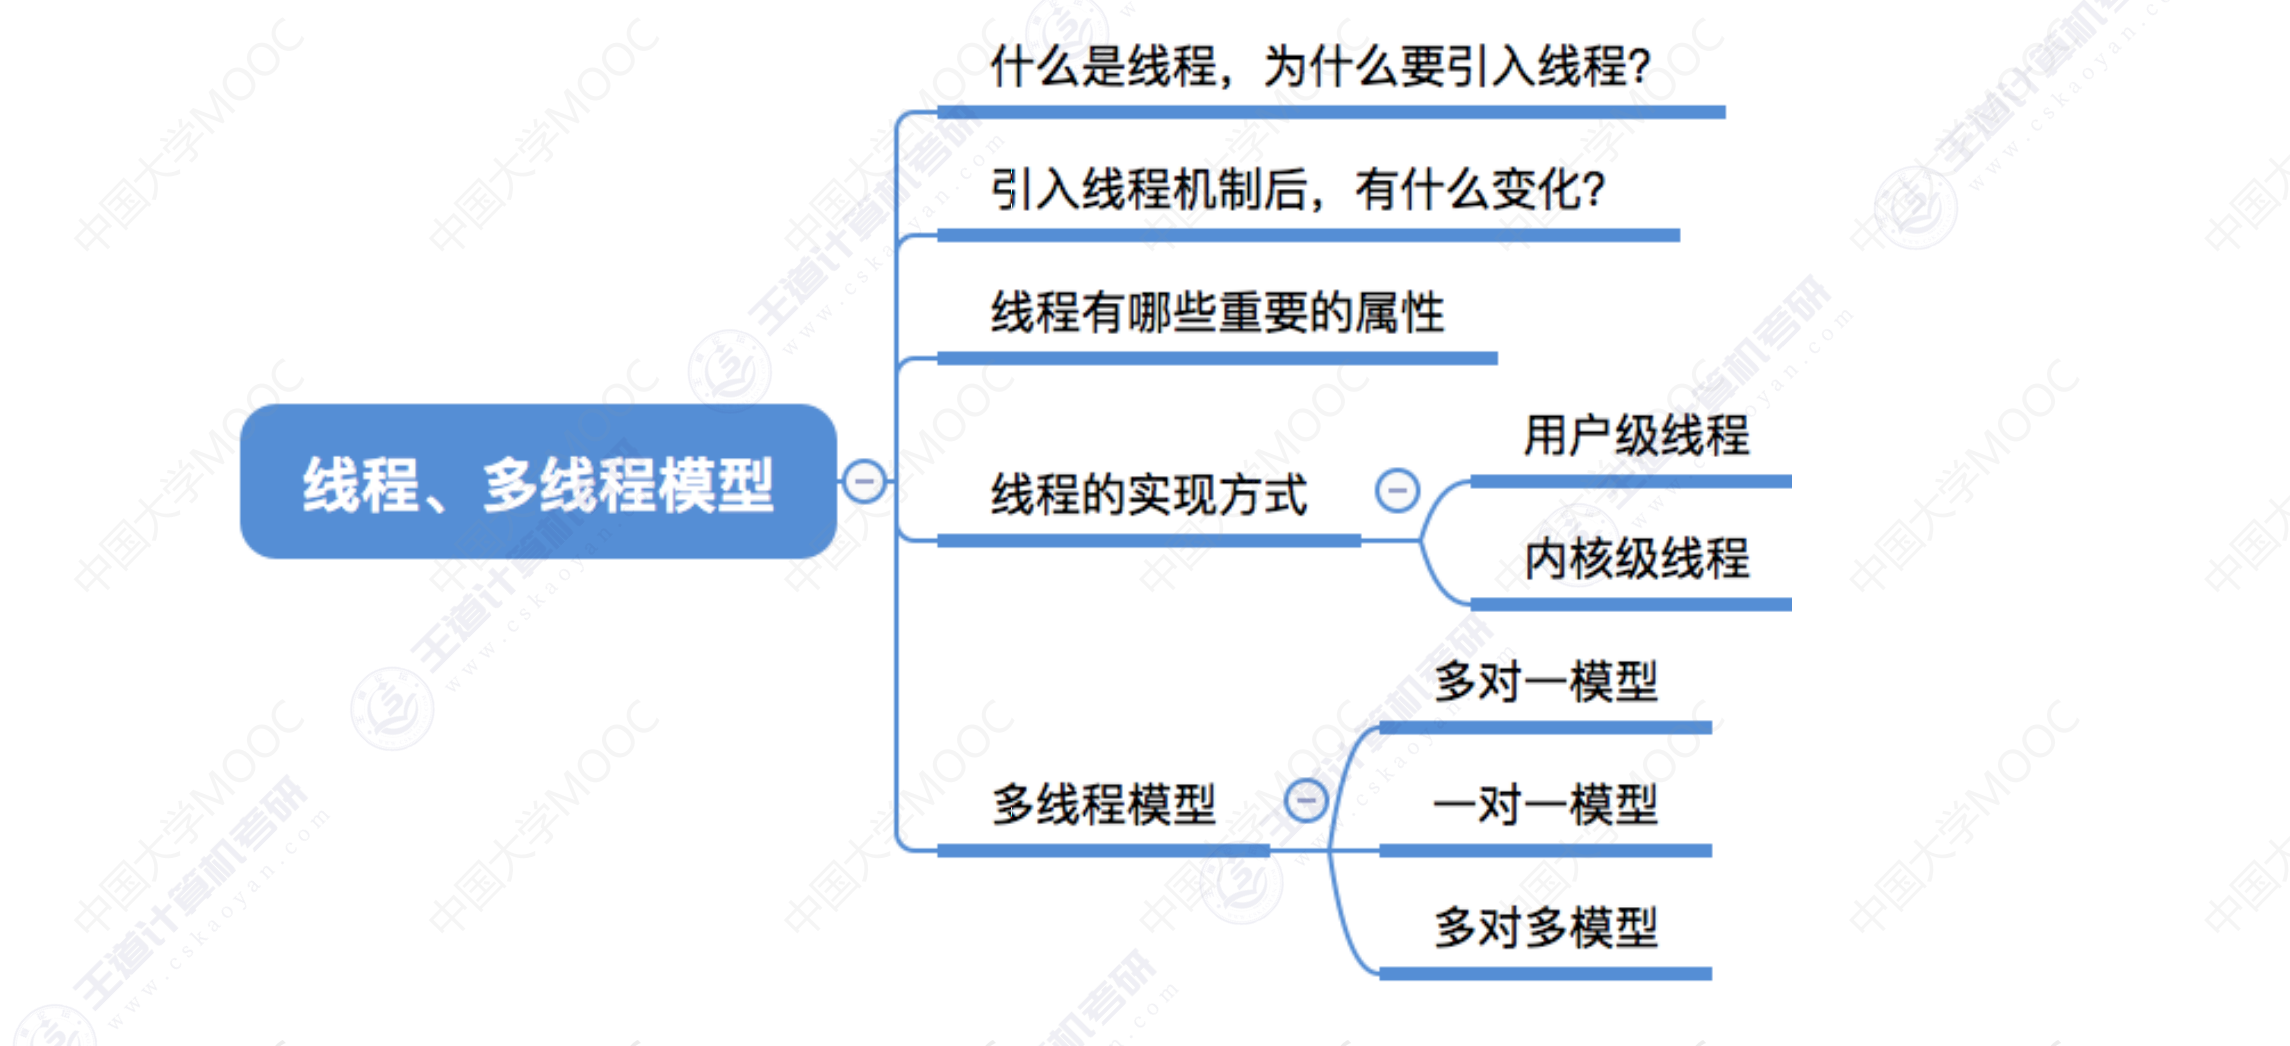 什么是线程，为什么要引入线程？
引入线程机制后，有什么变化？
线程有哪些重要的属性
线程、多线程模型
线程的实现方式
用户级线程
内核级线程
多线程模型
多对一模型
一对一模型
多对多模型
中国大学MOOC
王道计算机考研
www.cskaoyan.com